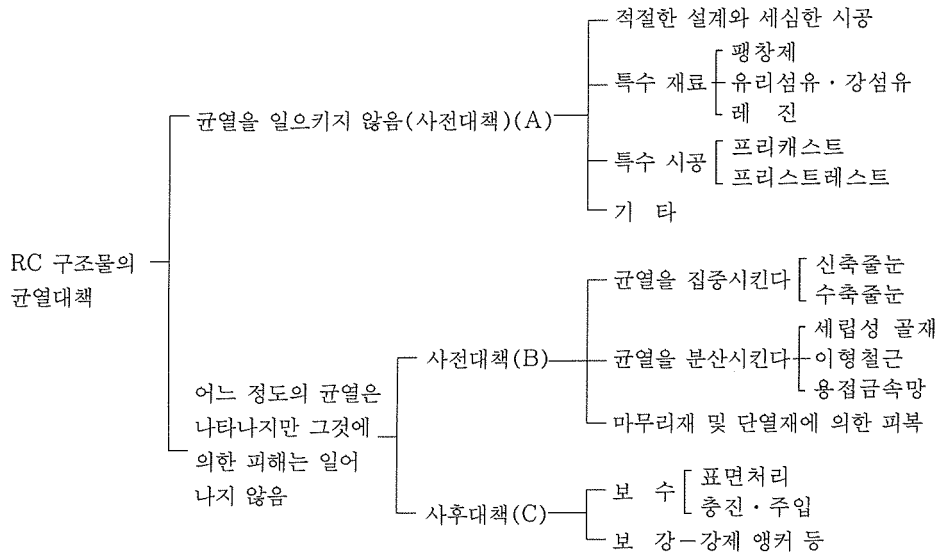 RC 구조물의
균열대책
균열을 일으키지 않음(사전대책)(A)
적절한 설계와 세심한 시공
특수 재료
팽창제
유리섬유·강섬유
레 진
특수 시공
프리캐스트
프리스트레스트
기 타
어느 정도의 균열은
나타나지만 그것에
의한 피해는 일어
나지 않음
사전대책(B)
균열을 집중시킨다
신축줄눈
수축줄눈
균열을 분산시킨다
세립성 골재
이형철근
용접금속망
마무리재 및 단열재에 의한 피복
사후대책(C)
보 수
표면처리
충진·주입
보 강-강제 앵커 등